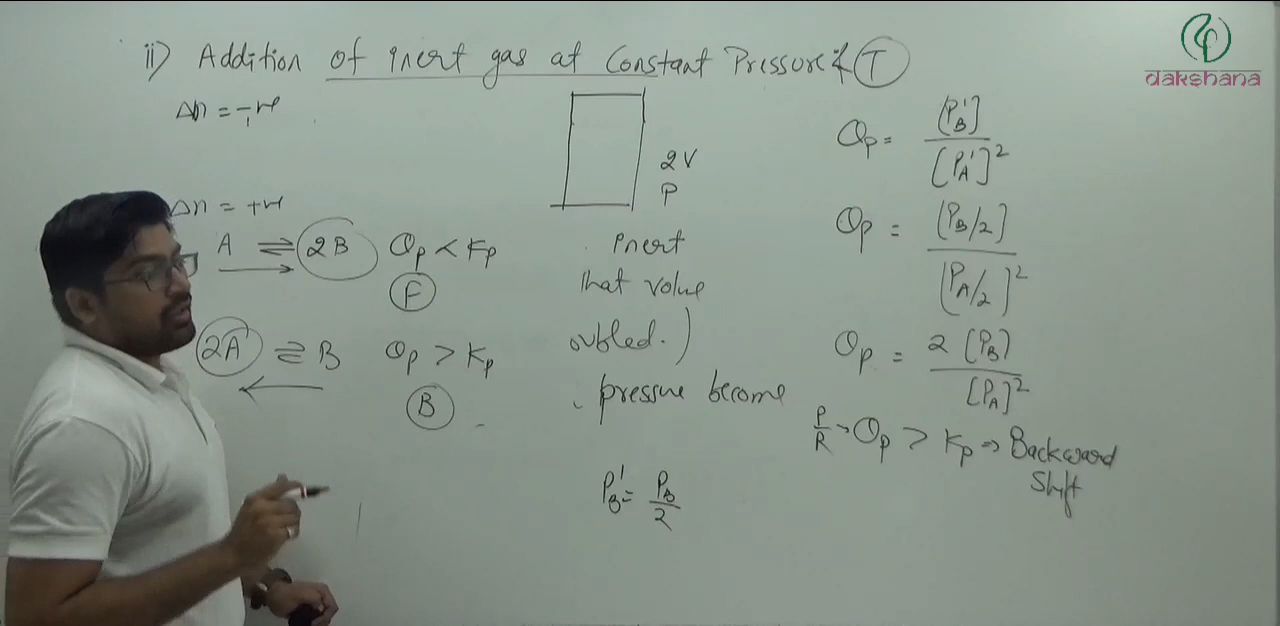 ii) Addition of inert gas at Constant Pressure & T
dakshana
Δn = -ve
Δn = +ve
A ⇌ 2B Qp < Kp
F
2A ⇌ B Qp > Kp
B
2V
P
inert
that volue
oubled.)
pressure become
P'B = PB/2
Qp = [P'B] / [P'A]²
Qp = [PB/2] / [PA/2]²
Qp = 2 [PB] / [PA]²
P/R → Qp > Kp ⇒ Backward
Shift